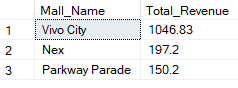 Mall_Name Total_Revenue
1 Vivo City 1046.83
2 Nex 197.2
3 Parkway Parade 150.2